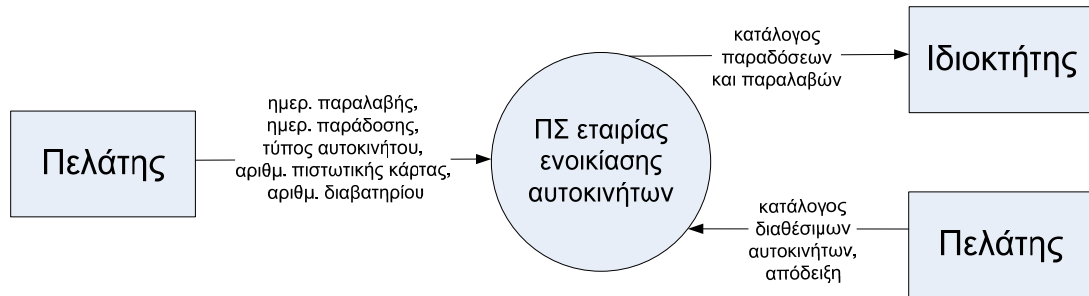 Πελάτης
ημερ. παραλαβής,
ημερ. παράδοσης,
τύπος αυτοκινήτου,
αριθμ. πιστωτικής κάρτας,
αριθμ. διαβατηρίου
ΠΣ εταιρίας
ενοικίασης
αυτοκινήτων
κατάλογος
παραδόσεων
και παραλαβών
Ιδιοκτήτης
κατάλογος
διαθέσιμων
αυτοκινήτων,
απόδειξη
Πελάτης